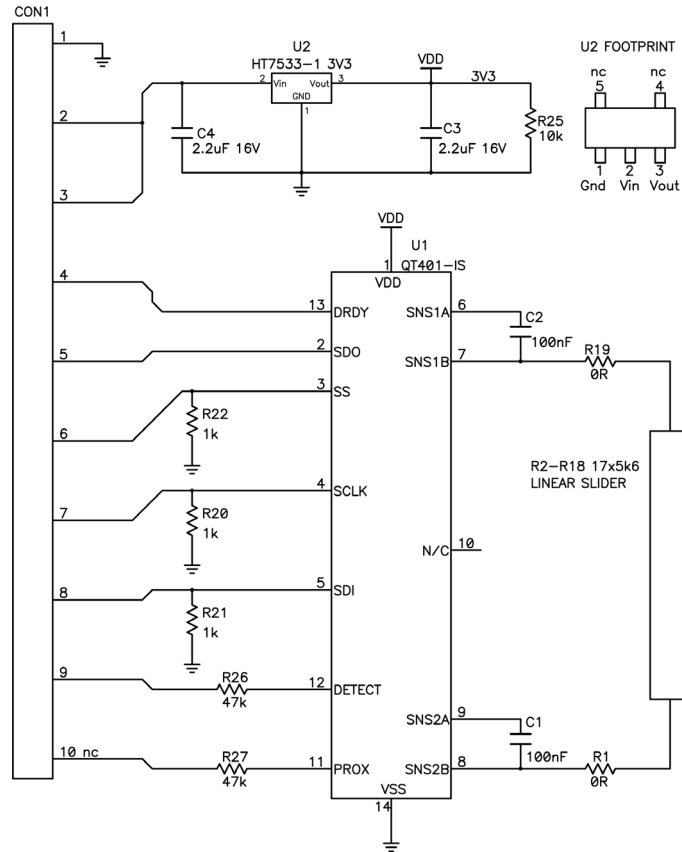 CON1
1
2
3
4
5
6
7
8
9
10 nc
U2
HT7533-1 3V3
2
Vin
Vout
3
GND
1
C4
2.2uF 16V
VDD
3V3
C3
2.2uF 16V
R25
10k
U2 FOOTPRINT
nc
nc
5
4
1
2
3
Gnd
Vin
Vout
VDD
U1
1
QT401-IS
VDD
13
DRDY
2
SDO
3
SS
R22
1k
4
SCLK
R20
1k
5
SDI
R21
1k
R26
47k
12
DETECT
R27
47k
11
PROX
VSS
14
SNS1A
6
C2
100nF
SNS1B
7
R19
0R
R2-R18 17x5k6
LINEAR SLIDER
N/C
10
SNS2A
9
C1
100nF
SNS2B
8
R1
0R